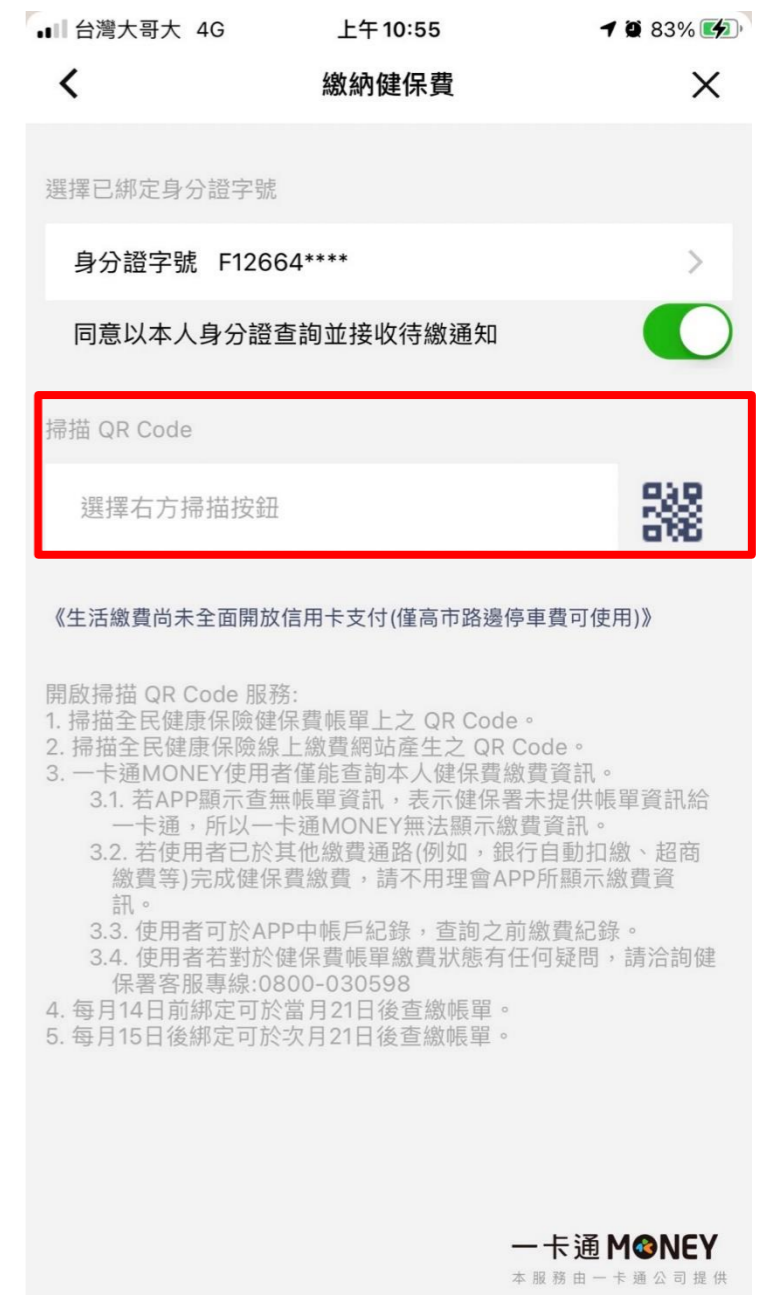 台灣大哥大 4G 上午10:55 83%
繳納健保費
選擇已綁定身分證字號
身分證字號 F12664****
同意以本人身分證查詢並接收待繳通知
掃描 QR Code
選擇右方掃描按鈕
《生活繳費尚未全面開放信用卡支付(僅高市路邊停車費可使用)》
開啟掃描 QR Code 服務:
1. 掃描全民健康保險健保費帳單上之 QR Code。
2. 掃描全民健康保險線上繳費網站產生之 QR Code。
3. 一卡通MONEY使用者僅能查詢本人健保費繳費資訊。
3.1. 若APP顯示查無帳單資訊，表示健保署未提供帳單資訊給
一卡通，所以一卡通MONEY無法顯示繳費資訊。
3.2. 若使用者已於其他繳費通路(例如，銀行自動扣繳、超商
繳費等)完成健保費繳費，請不用理會APP所顯示繳費資
訊。
3.3. 使用者可於APP中帳戶紀錄，查詢之前繳費紀錄。
3.4. 使用者若對於健保費帳單繳費狀態有任何疑問，請洽詢健
保署客服專線:0800-030598
4. 每月14日前綁定可於當月21日後查繳帳單。
5. 每月15日後綁定可於次月21日後查繳帳單。
一卡通 MONEY
本服務由一卡通公司提供